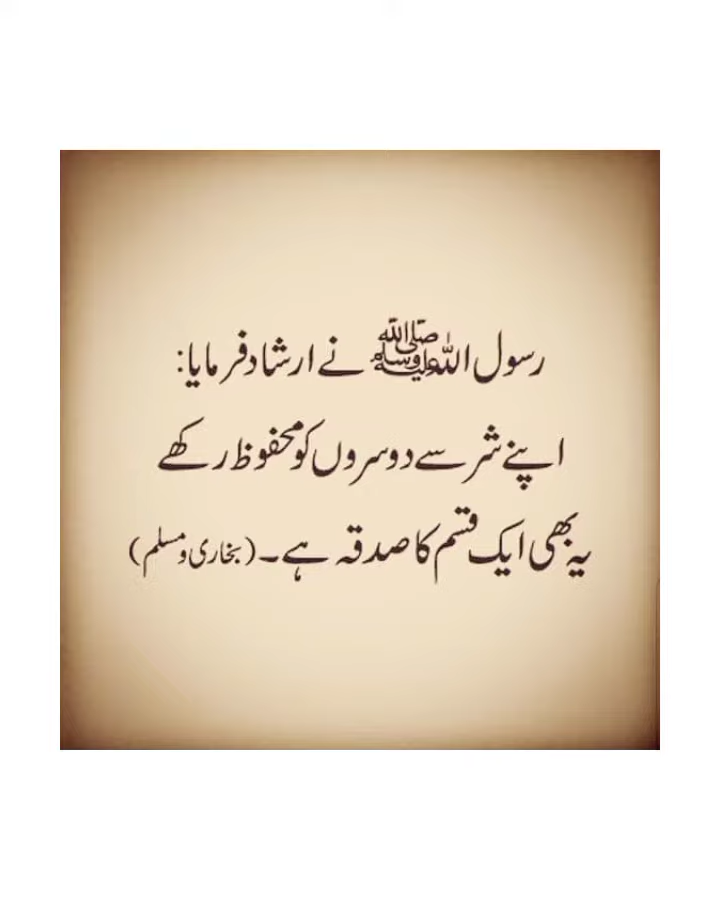 رسول اللہ ﷺ نے ارشاد فرمایا:
اپنے شر سے دوسروں کو محفوظ رکھے
یہ بھی ایک قسم کا صدقہ ہے۔ (بخاری و مسلم)